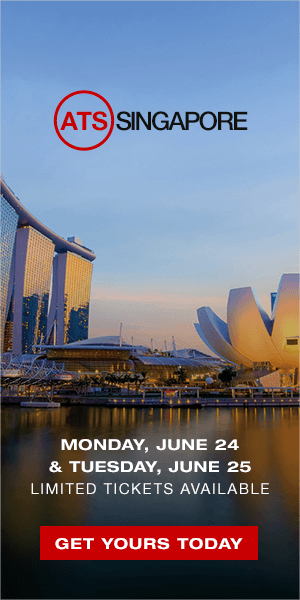 ATS SINGAPORE
MONDAY, JUNE 24
& TUESDAY, JUNE 25
LIMITED TICKETS AVAILABLE
GET YOURS TODAY